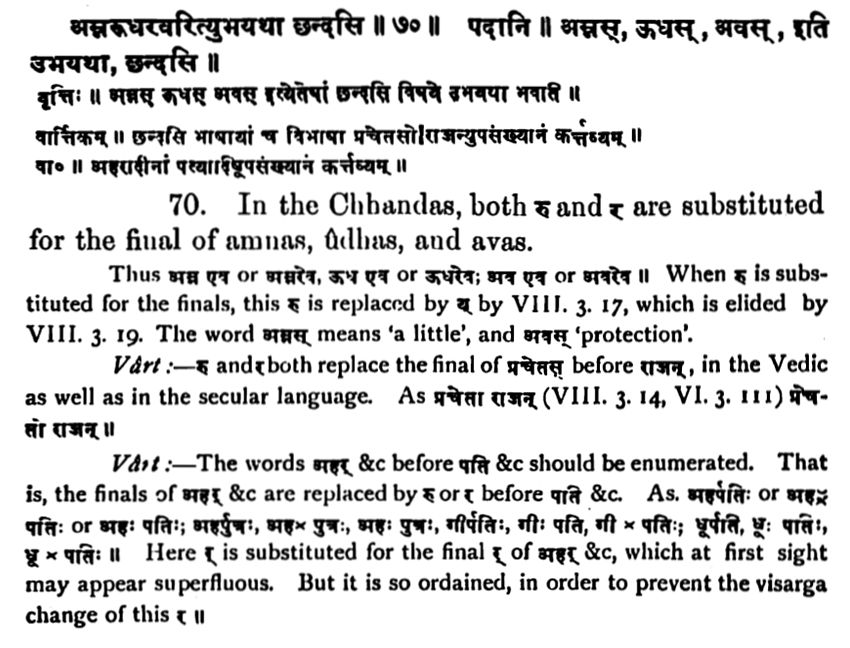 अम्नरूधरवरित्युभयथा छन्दसि ॥ ७० ॥ पदानि ॥ अम्नस्, ऊधस्, अवस्, इति
उभयथा, छन्दसि ॥
वृत्तिः ॥ अम्नस् ऊधस् अवस् इत्येतेषां छन्दसि विषये उभयथा भवति ॥
वार्त्तिकम् ॥ छन्दसि भाषायां च विभाषा प्रचेतसो राजन्युपसंख्यानं कर्त्तव्यम् ॥
वा० ॥ अहरादीनां पत्यादिषूपसंख्यानं कर्त्तव्यम् ॥
70. In the Chhandas, both रु and र are substituted
for the final of amnas, ûdhas, and avas.
Thus अम्न एव or अम्नरेव, ऊध एव or ऊधरेव; अव एव or अवरेव ॥ When रु is subs-
tituted for the finals, this रु is replaced by य् by VIII. 3. 17, which is elided by
VIII. 3. 19. The word अम्नस् means 'a little', and अवस् 'protection'.
Vârt :—रु and र both replace the final of प्रचेतस् before राजन्, in the Vedic
as well as in the secular language. As प्रचेता राजन् (VIII. 3. 14, VI. 3. 111) प्रेच-
तो राजन् ॥
Vârt :—The words अहर् &c before पति &c should be enumerated. That
is, the finals of अहर् &c are replaced by रु or र before पति &c. As. अहर्पतिः or अह×
पतिः or अहः पतिः; अहर्पुत्रः, अह× पुत्रः, अहः पुत्रः, गीर्पतिः, गीः पति, गी × पतिः; धूर्पति, धूः पतिः,
धू × पतिः ॥ Here र् is substituted for the final र् of अहर् &c, which at first sight
may appear superfluous. But it is so ordained, in order to prevent the visarga
change of this र ॥